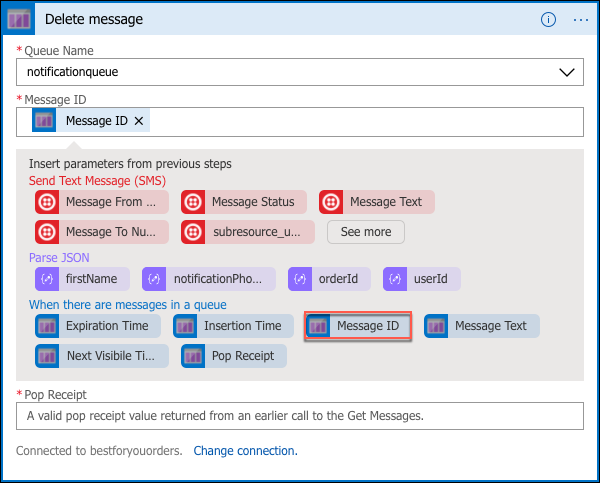 Delete message
* Queue Name
notificationqueue
* Message ID
Message ID ×
Insert parameters from previous steps
Send Text Message (SMS)
Message From ... Message Status Message Text
Message To Nu... subresource_u... See more
Parse JSON
firstName notificationPho... orderId userId
When there are messages in a queue
Expiration Time Insertion Time Message ID Message Text
Next Visibile Ti... Pop Receipt
* Pop Receipt
A valid pop receipt value returned from an earlier call to the Get Messages.
Connected to bestforyouorders. Change connection.